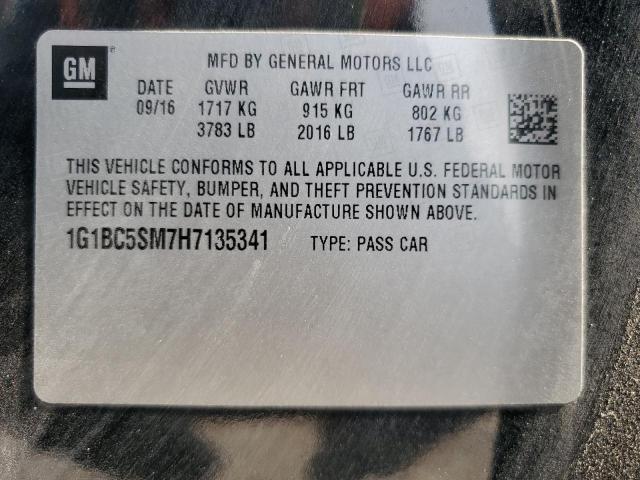 GM
MFD BY GENERAL MOTORS LLC
DATE GVWR GAWR FRT GAWR RR
09/16 1717 KG 915 KG 802 KG
3783 LB 2016 LB 1767 LB
THIS VEHICLE CONFORMS TO ALL APPLICABLE U.S. FEDERAL MOTOR
VEHICLE SAFETY, BUMPER, AND THEFT PREVENTION STANDARDS IN
EFFECT ON THE DATE OF MANUFACTURE SHOWN ABOVE.
1G1BC5SM7H7135341 TYPE: PASS CAR